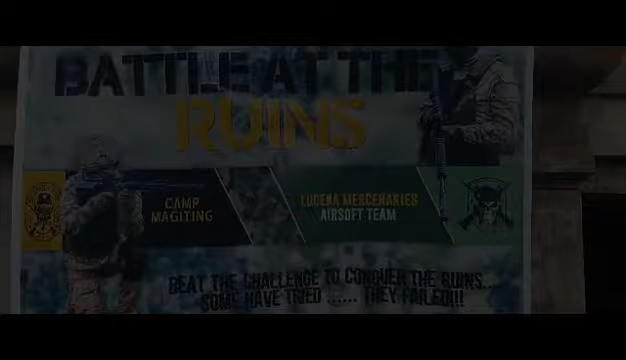 BATTLE AT THE
RUINS
CAMP
MAGITING
LUCENA MERCENARIES
AIRSOFT TEAM
BEAT THE CHALLENGE TO CONQUER THE RUINS...
SOME HAVE TRIED ...... THEY FAILED!!!